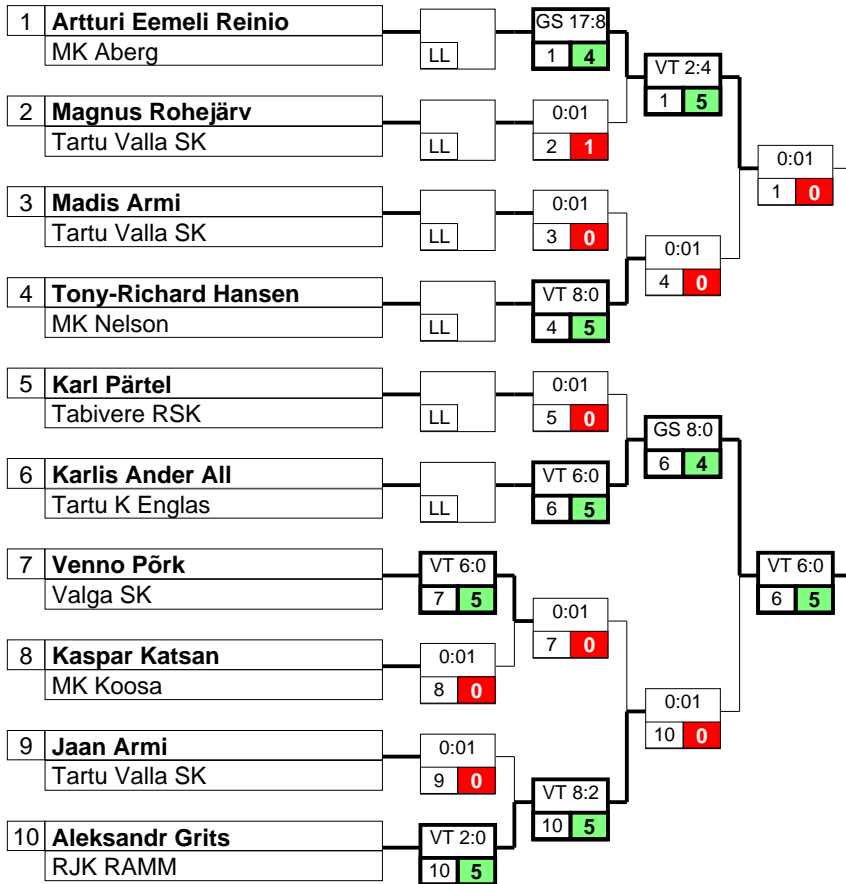 1 Artturi Eemeli Reinio
MK Aberg
LL
GS 17:8
1 4
VT 2:4
1 5
2 Magnus Rohejärv
Tartu Valla SK
LL
0:01
2 1
0:01
1 0
3 Madis Armi
Tartu Valla SK
LL
0:01
3 0
0:01
4 0
4 Tony-Richard Hansen
MK Nelson
LL
VT 8:0
4 5
5 Karl Pärtel
Tabivere RSK
LL
0:01
5 0
GS 8:0
6 4
6 Karlis Ander All
Tartu K Englas
LL
VT 6:0
6 5
7 Venno Põrk
Valga SK
VT 6:0
7 5
VT 6:0
6 5
0:01
7 0
8 Kaspar Katsan
MK Koosa
0:01
8 0
0:01
10 0
9 Jaan Armi
Tartu Valla SK
0:01
9 0
VT 8:2
10 5
10 Aleksandr Grits
RJK RAMM
VT 2:0
10 5